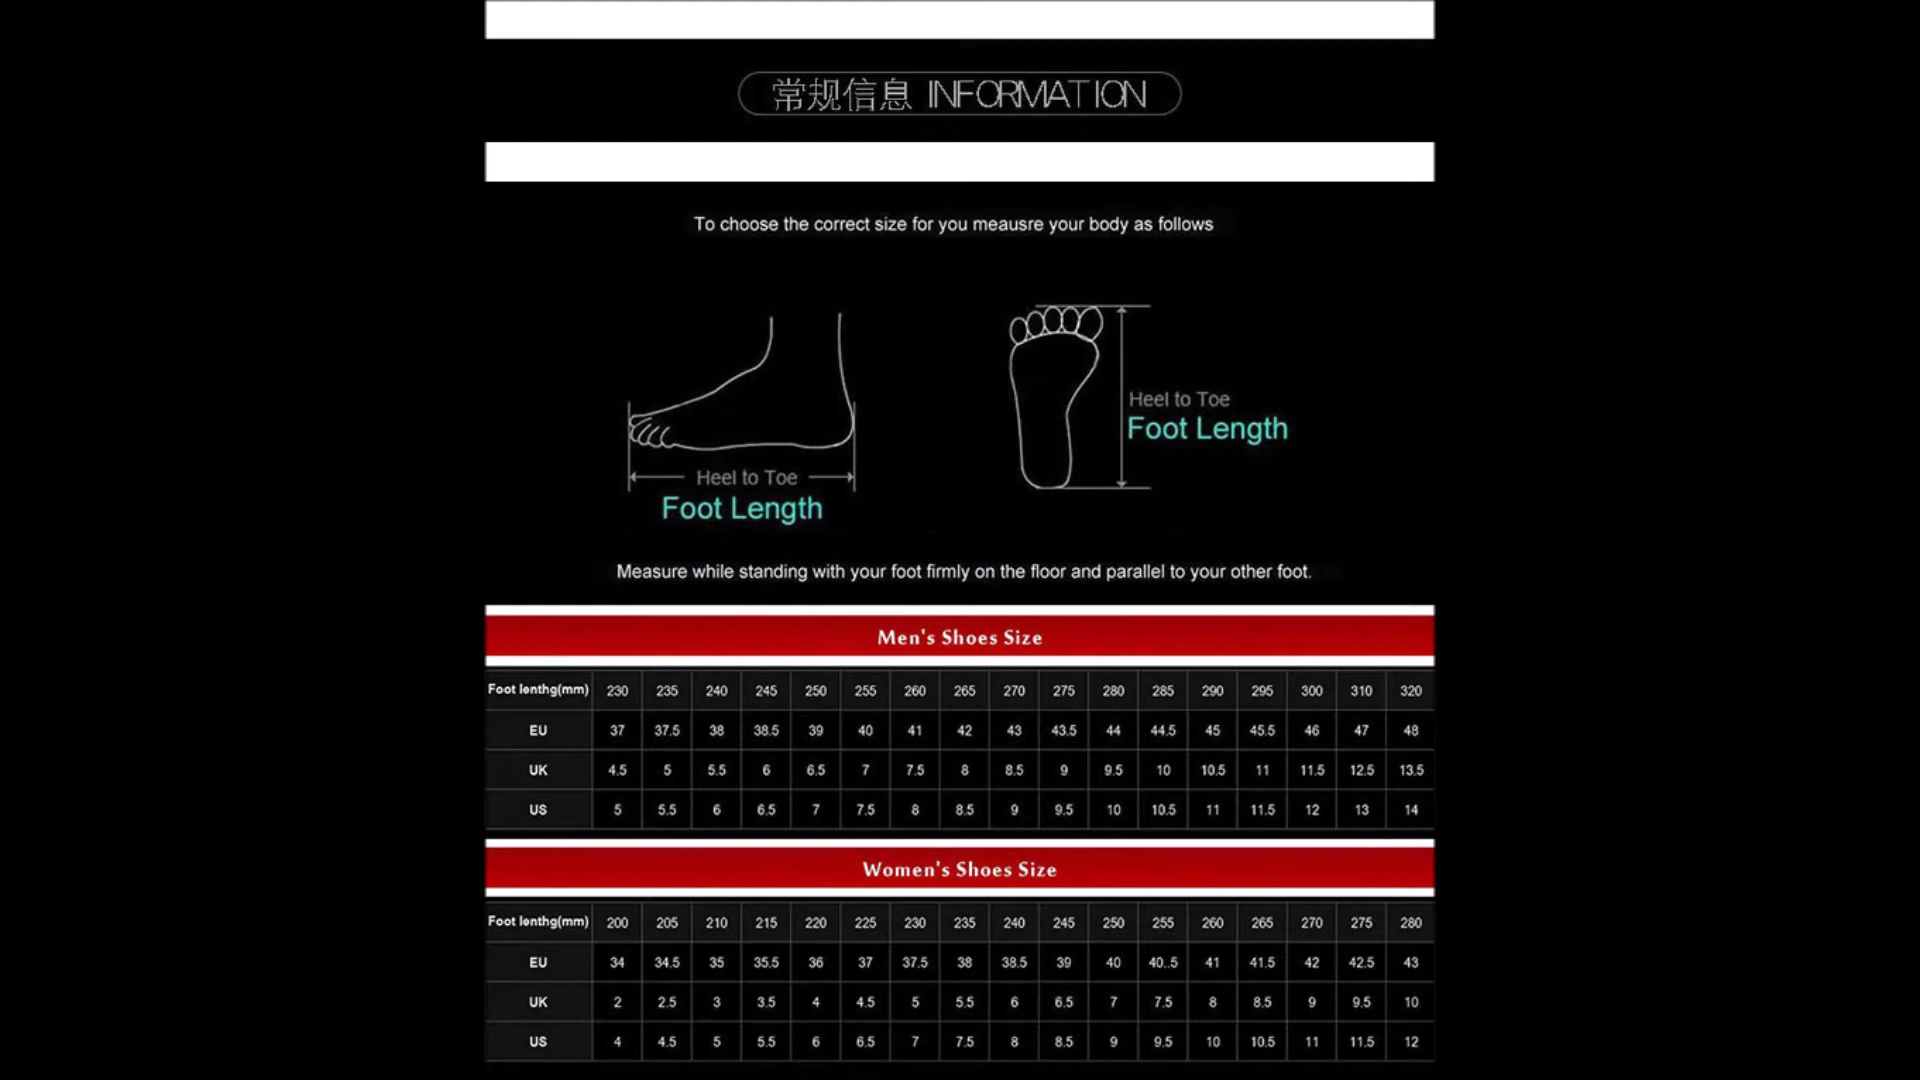 常规信息 INFORMATION
To choose the correct size for you meausre your body as follows
Heel to Toe
Foot Length
Heel to Toe
Foot Length
Measure while standing with your foot firmly on the floor and parallel to your other foot.
Men's Shoes Size
Foot lenthg(mm) 230 235 240 245 250 255 260 265 270 275 280 285 290 295 300 310 320
EU 37 37.5 38 38.5 39 40 41 42 43 43.5 44 44.5 45 45.5 46 47 48
UK 4.5 5 5.5 6 6.5 7 7.5 8 8.5 9 9.5 10 10.5 11 11.5 12.5 13.5
US 5 5.5 6 6.5 7 7.5 8 8.5 9 9.5 10 10.5 11 11.5 12 13 14
Women's Shoes Size
Foot lenthg(mm) 200 205 210 215 220 225 230 235 240 245 250 255 260 265 270 275 280
EU 34 34.5 35 35.5 36 37 37.5 38 38.5 39 40 40..5 41 41.5 42 42.5 43
UK 2 2.5 3 3.5 4 4.5 5 5.5 6 6.5 7 7.5 8 8.5 9 9.5 10
US 4 4.5 5 5.5 6 6.5 7 7.5 8 8.5 9 9.5 10 10.5 11 11.5 12